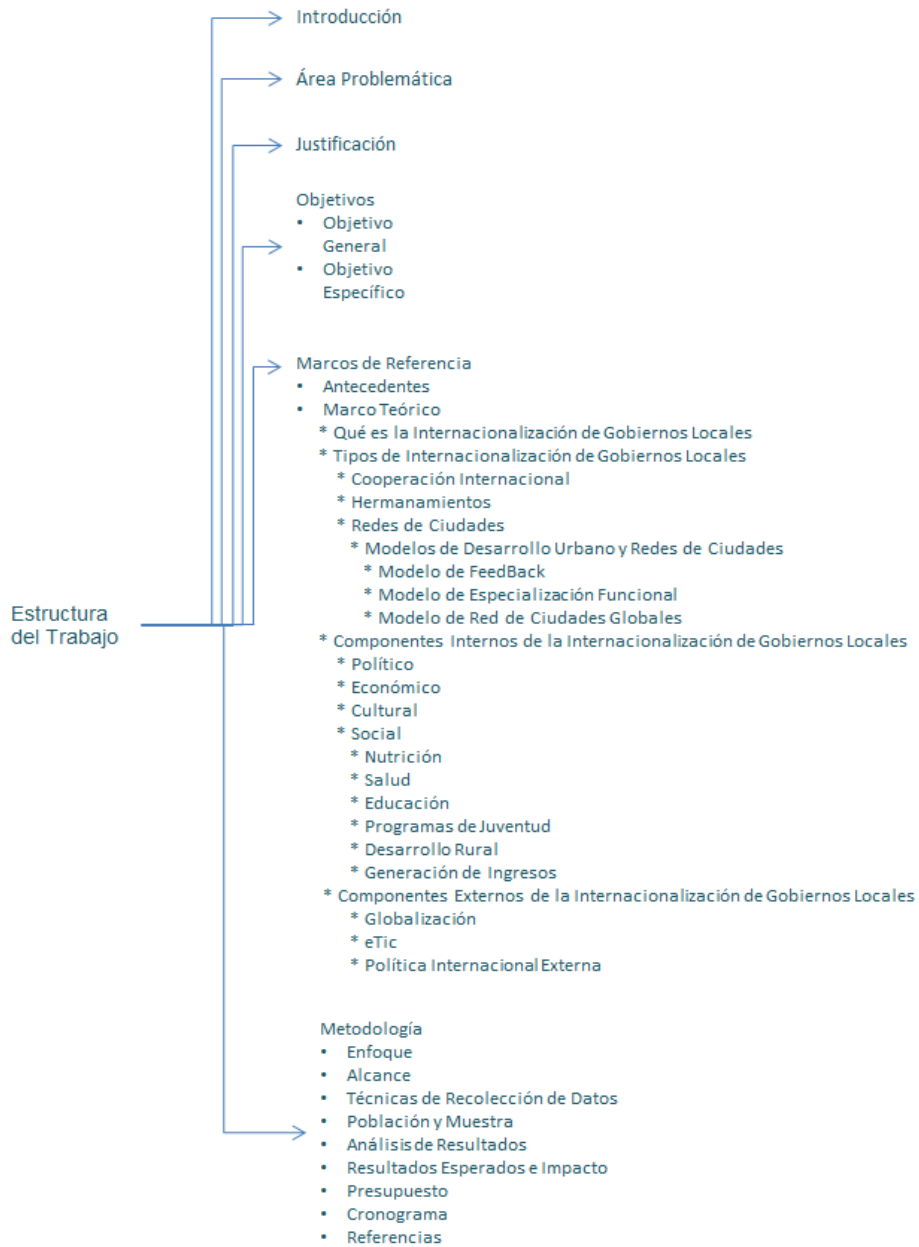 Introducción
Área Problemática
Justificación
Objetivos
• Objetivo
General
• Objetivo
Específico
Marcos de Referencia
• Antecedentes
• Marco Teórico
* Qué es la Internacionalización de Gobiernos Locales
* Tipos de Internacionalización de Gobiernos Locales
* Cooperación Internacional
* Hermanamientos
* Redes de Ciudades
* Modelos de Desarrollo Urbano y Redes de Ciudades
* Modelo de FeedBack
* Modelo de Especialización Funcional
* Modelo de Red de Ciudades Globales
Estructura
del Trabajo
* Componentes Internos de la Internacionalización de Gobiernos Locales
* Político
* Económico
* Cultural
* Social
* Nutrición
* Salud
* Educación
* Programas de Juventud
* Desarrollo Rural
* Generación de Ingresos
* Componentes Externos de la Internacionalización de Gobiernos Locales
* Globalización
* eTic
* Política Internacional Externa
Metodología
• Enfoque
• Alcance
• Técnicas de Recolección de Datos
• Población y Muestra
• Análisis de Resultados
• Resultados Esperados e Impacto
• Presupuesto
• Cronograma
• Referencias